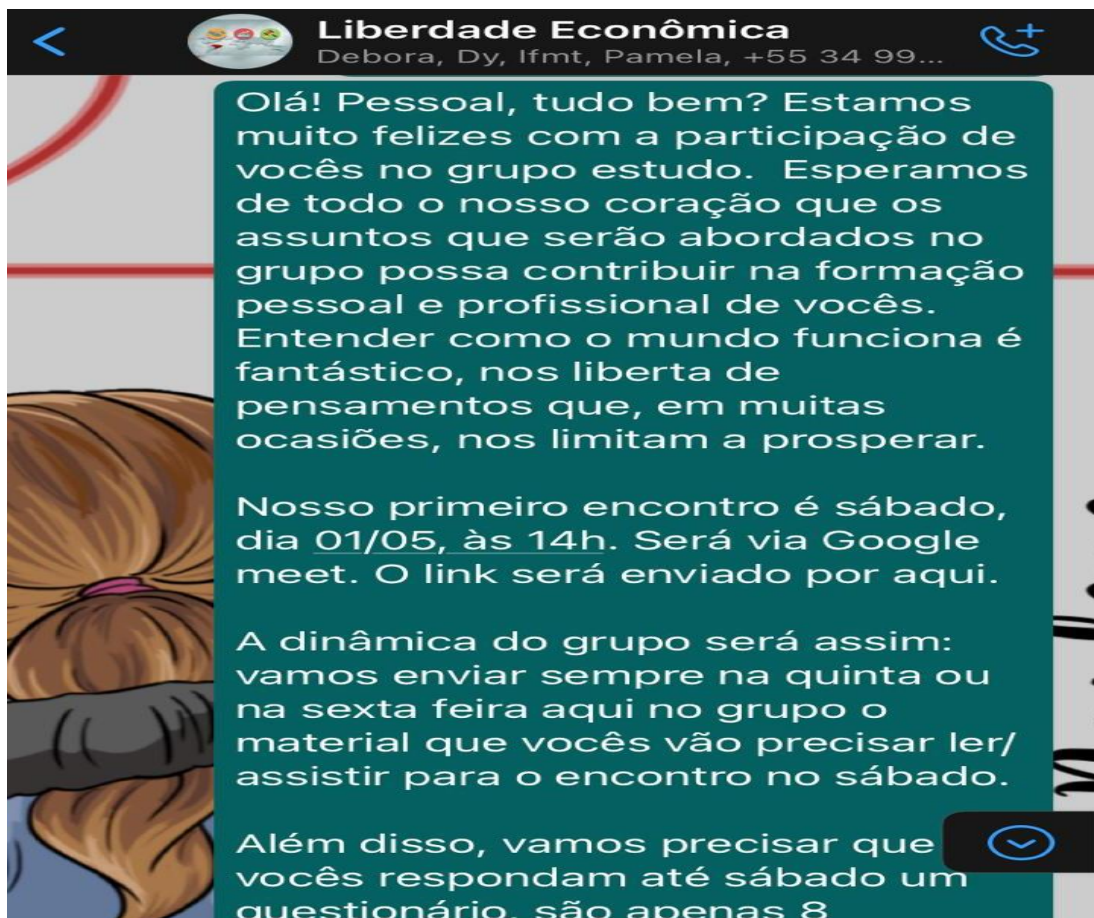 Liberdade Econômica
Debora, Dy, Ifmt, Pamela, +55 34 99...
Olá! Pessoal, tudo bem? Estamos
muito felizes com a participação de
vocês no grupo estudo. Esperamos
de todo o nosso coração que os
assuntos que serão abordados no
grupo possa contribuir na formação
pessoal e profissional de vocês.
Entender como o mundo funciona é
fantástico, nos liberta de
pensamentos que, em muitas
ocasiões, nos limitam a prosperar.
Nosso primeiro encontro é sábado,
dia 01/05, às 14h. Será via Google
meet. O link será enviado por aqui.
A dinâmica do grupo será assim:
vamos enviar sempre na quinta ou
na sexta feira aqui no grupo o
material que vocês vão precisar ler/
assistir para o encontro no sábado.
Além disso, vamos precisar que
vocês respondam até sábado um
questionário, são apenas 8